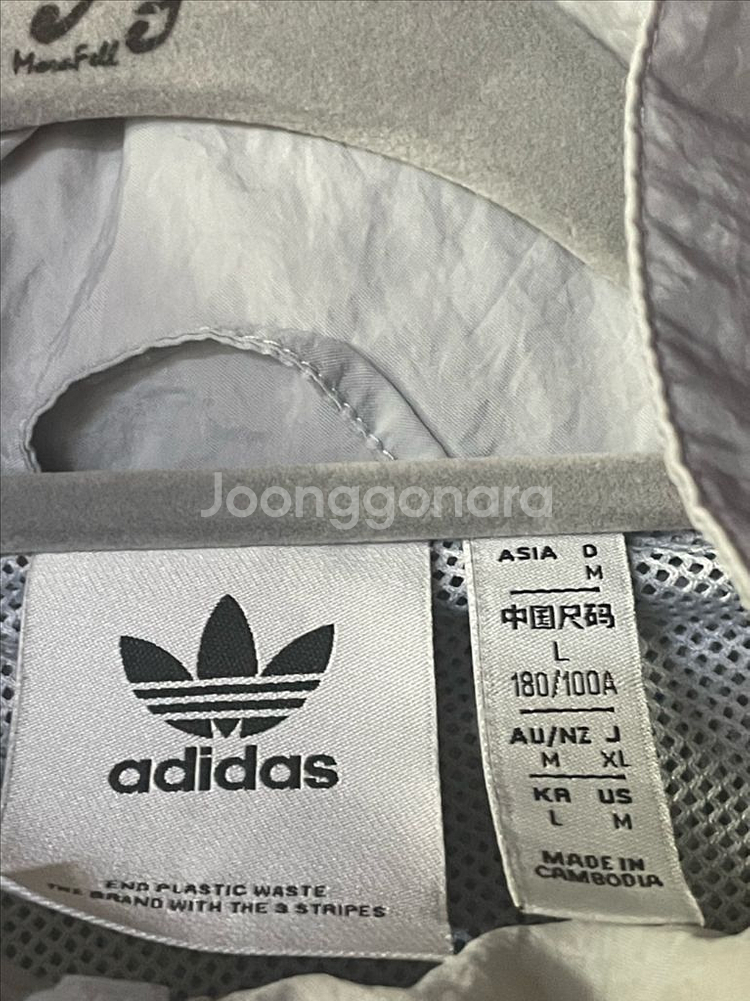 MonaFell
Joonggonara
adidas
END PLASTIC WASTE
THE BRAND WITH THE 3 STRIPES
ASIA D
M
中国尺码
L
180/100A
AU/NZ J
M XL
KR US
L M
MADE IN
CAMBODIA